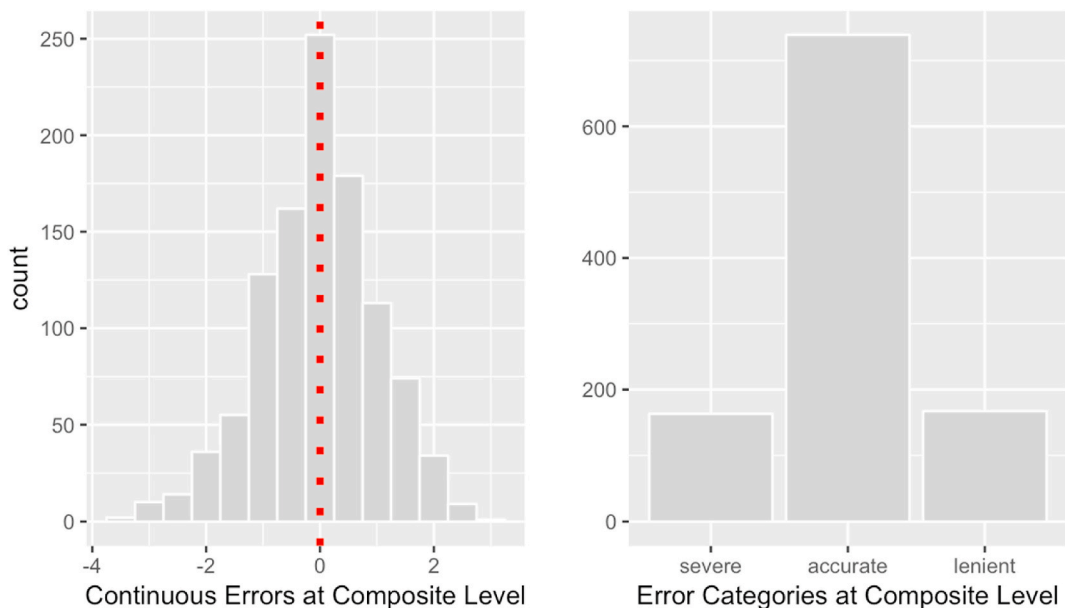 count
250
200
150
100
50
0
-4 -2 0 2
Continuous Errors at Composite Level
600
400
200
0
severe accurate lenient
Error Categories at Composite Level